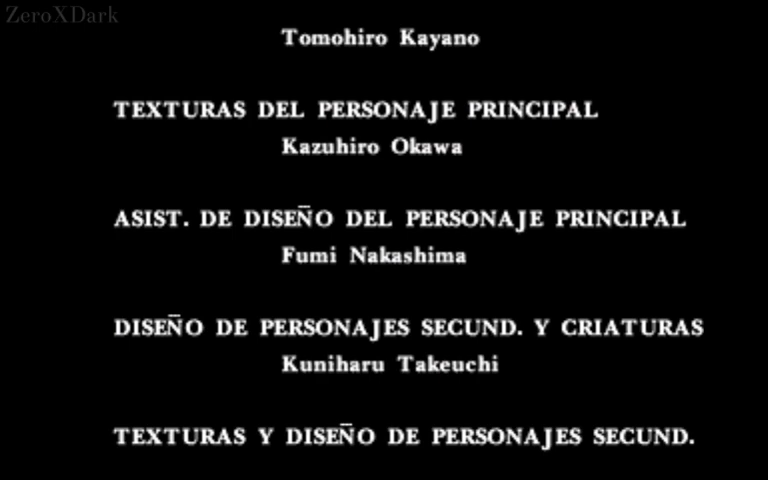 ZeroXDark
Tomohiro Kayano
TEXTURAS DEL PERSONAJE PRINCIPAL
Kazuhiro Okawa
ASIST. DE DISEÑO DEL PERSONAJE PRINCIPAL
Fumi Nakashima
DISEÑO DE PERSONAJES SECUND. Y CRIATURAS
Kuniharu Takeuchi
TEXTURAS Y DISEÑO DE PERSONAJES SECUND.